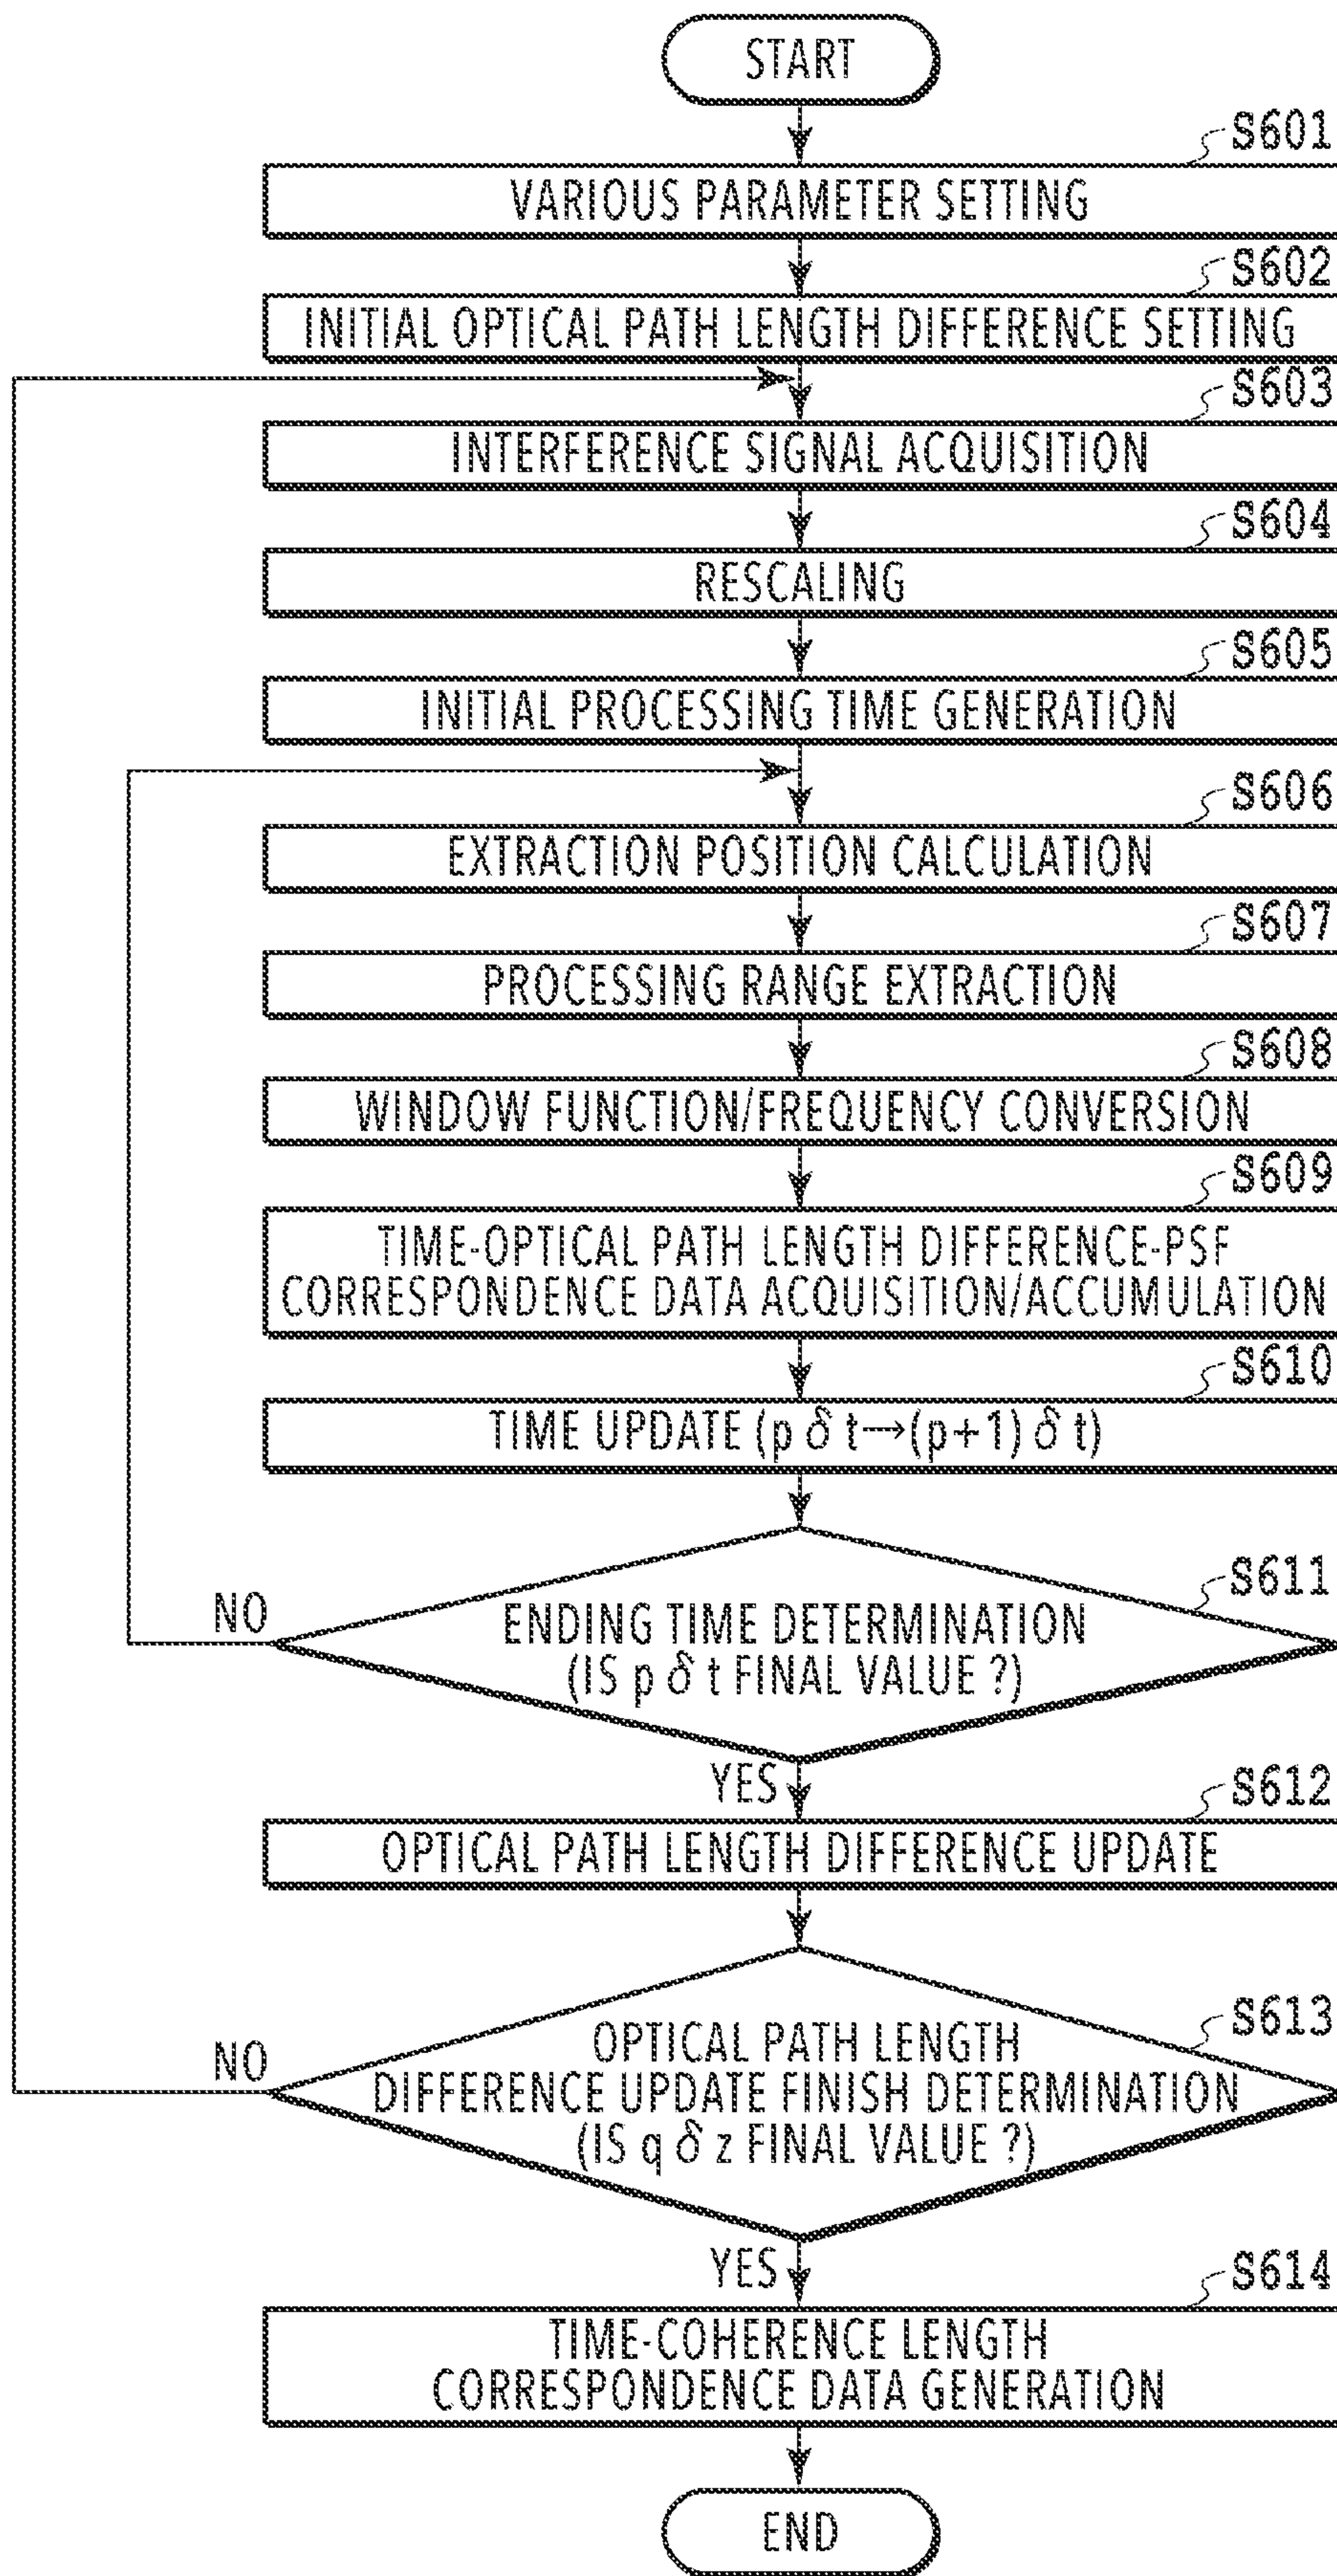 START
S601
VARIOUS PARAMETER SETTING
S602
INITIAL OPTICAL PATH LENGTH DIFFERENCE SETTING
S603
INTERFERENCE SIGNAL ACQUISITION
S604
RESCALING
S605
INITIAL PROCESSING TIME GENERATION
S606
EXTRACTION POSITION CALCULATION
S607
PROCESSING RANGE EXTRACTION
S608
WINDOW FUNCTION/FREQUENCY CONVERSION
S609
TIME-OPTICAL PATH LENGTH DIFFERENCE-PSF
CORRESPONDENCE DATA ACQUISITION/ACCUMULATION
S610
TIME UPDATE (p δ t→(p+1) δ t)
S611
NO
ENDING TIME DETERMINATION
(IS p δ t FINAL VALUE ?)
YES
S612
OPTICAL PATH LENGTH DIFFERENCE UPDATE
S613
NO
OPTICAL PATH LENGTH
DIFFERENCE UPDATE FINISH DETERMINATION
(IS q δ z FINAL VALUE ?)
YES
S614
TIME-COHERENCE LENGTH
CORRESPONDENCE DATA GENERATION
END